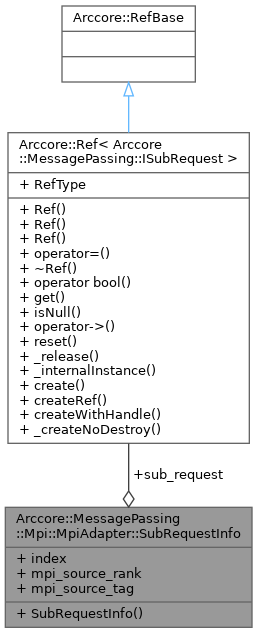 Arccore::RefBase
Arccore::Ref< Arccore
::MessagePassing::ISubRequest >
+ RefType
+ Ref()
+ Ref()
+ Ref()
+ operator=()
+ ~Ref()
+ operator bool()
+ get()
+ isNull()
+ operator->()
+ reset()
+ _release()
+ _internalInstance()
+ create()
+ createRef()
+ createWithHandle()
+ _createNoDestroy()
+sub_request
Arccore::MessagePassing
::Mpi::MpiAdapter::SubRequestInfo
+ index
+ mpi_source_rank
+ mpi_source_tag
+ SubRequestInfo()